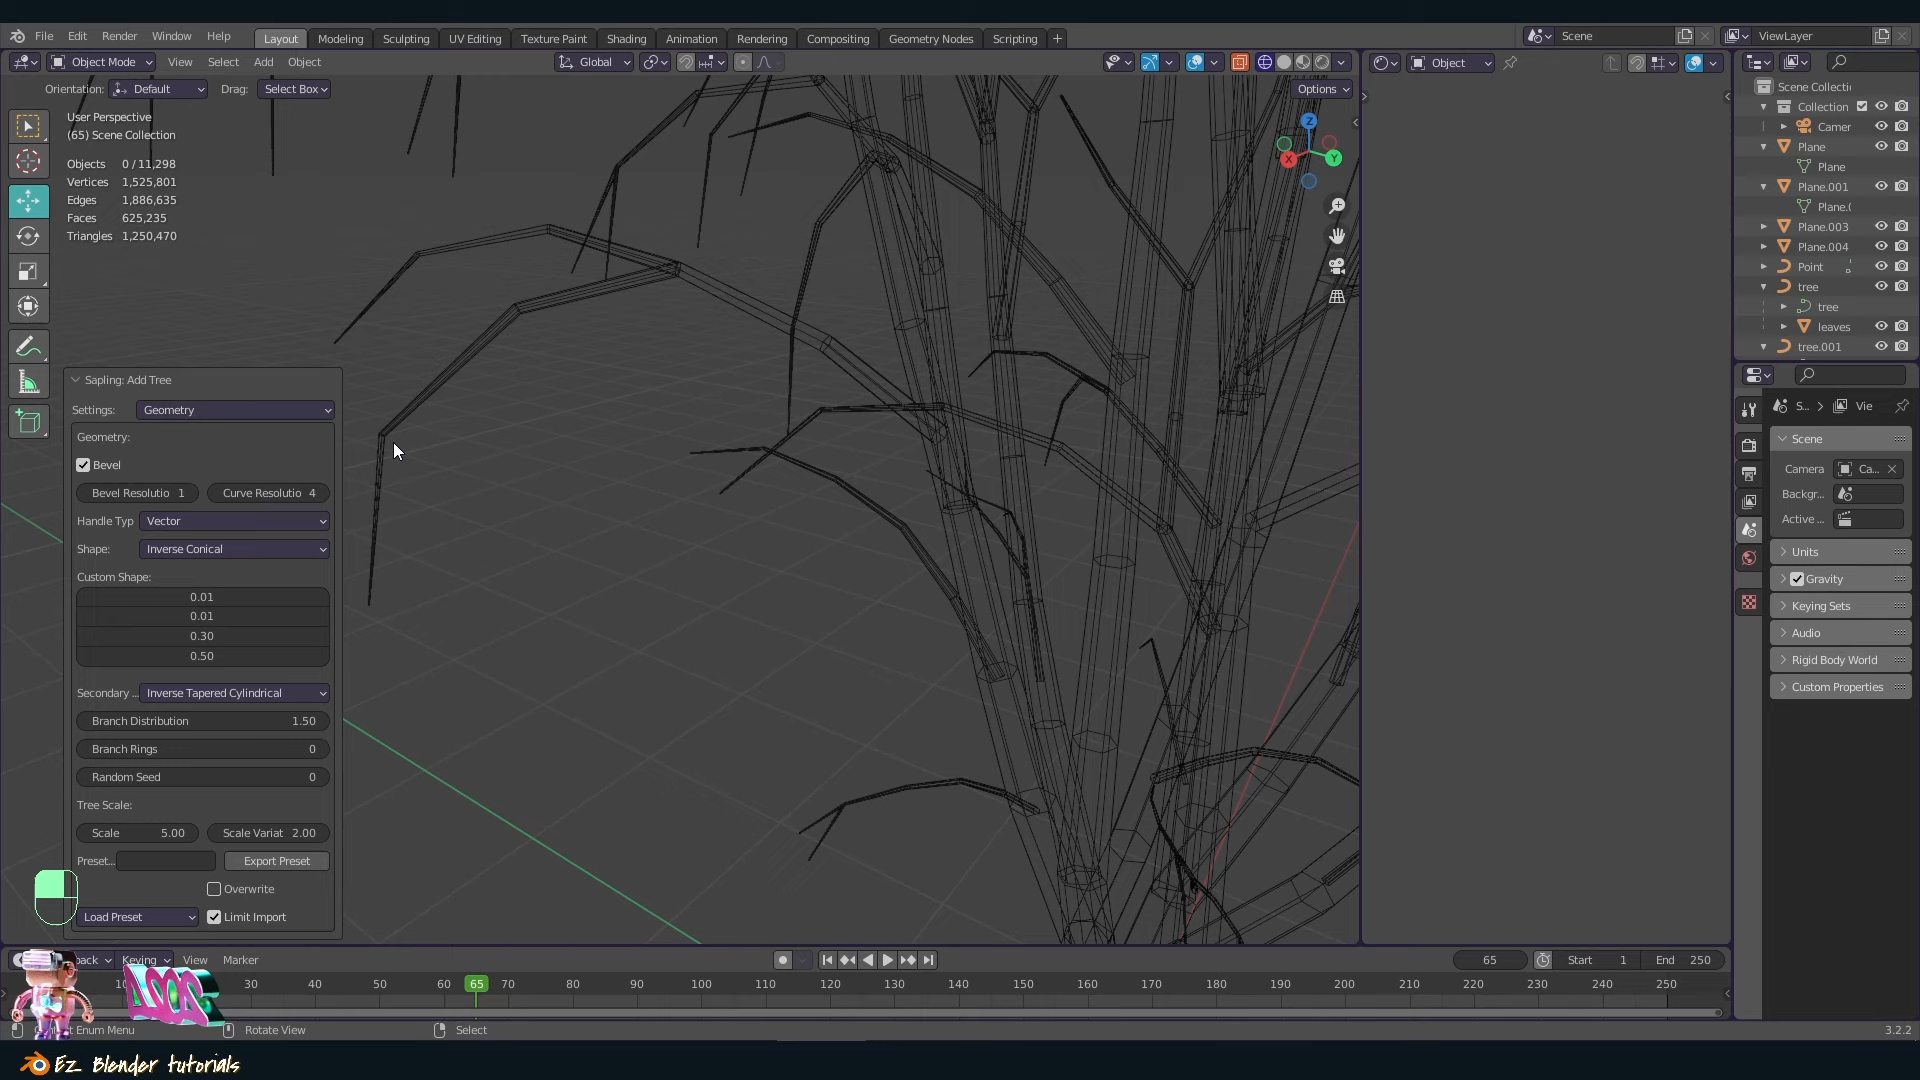 File Edit Render Window Help Layout Modeling Sculpting UV Editing Texture Paint Shading Animation Rendering Compositing Geometry Nodes Scripting + Scene ViewLayer
Object Mode View Select Add Object Global Object
Orientation: Default Drag: Select Box Options
User Perspective
(65) Scene Collection
Objects 0 / 11,298
Vertices 1,525,801
Edges 1,886,635
Faces 625,235
Triangles 1,250,470
Z
X
Y
Scene Collecti
Collection
Camer
Plane
Plane
Plane.001
Plane.(
Plane.003
Plane.004
Point
tree
tree
leaves
tree.001
S... Vie
Scene
Camera Ca...
Backgr...
Active ...
Units
Gravity
Keying Sets
Audio
Rigid Body World
Custom Properties
Sapling: Add Tree
Settings: Geometry
Geometry:
Bevel
Bevel Resolutio 1 Curve Resolutio 4
Handle Typ Vector
Shape: Inverse Conical
Custom Shape:
0.01
0.01
0.30
0.50
Secondary ... Inverse Tapered Cylindrical
Branch Distribution 1.50
Branch Rings 0
Random Seed 0
Tree Scale:
Scale 5.00 Scale Variat 2.00
Preset... Export Preset
Overwrite
Load Preset Limit Import
back Keying View Marker 65 Start 1 End 250
30 40 50 60 65 70 80 90 100 110 120 130 140 150 160 170 180 190 200 210 220 230 240 250
Enum Menu Rotate View Select 3.2.2
Ez Blender tutorials